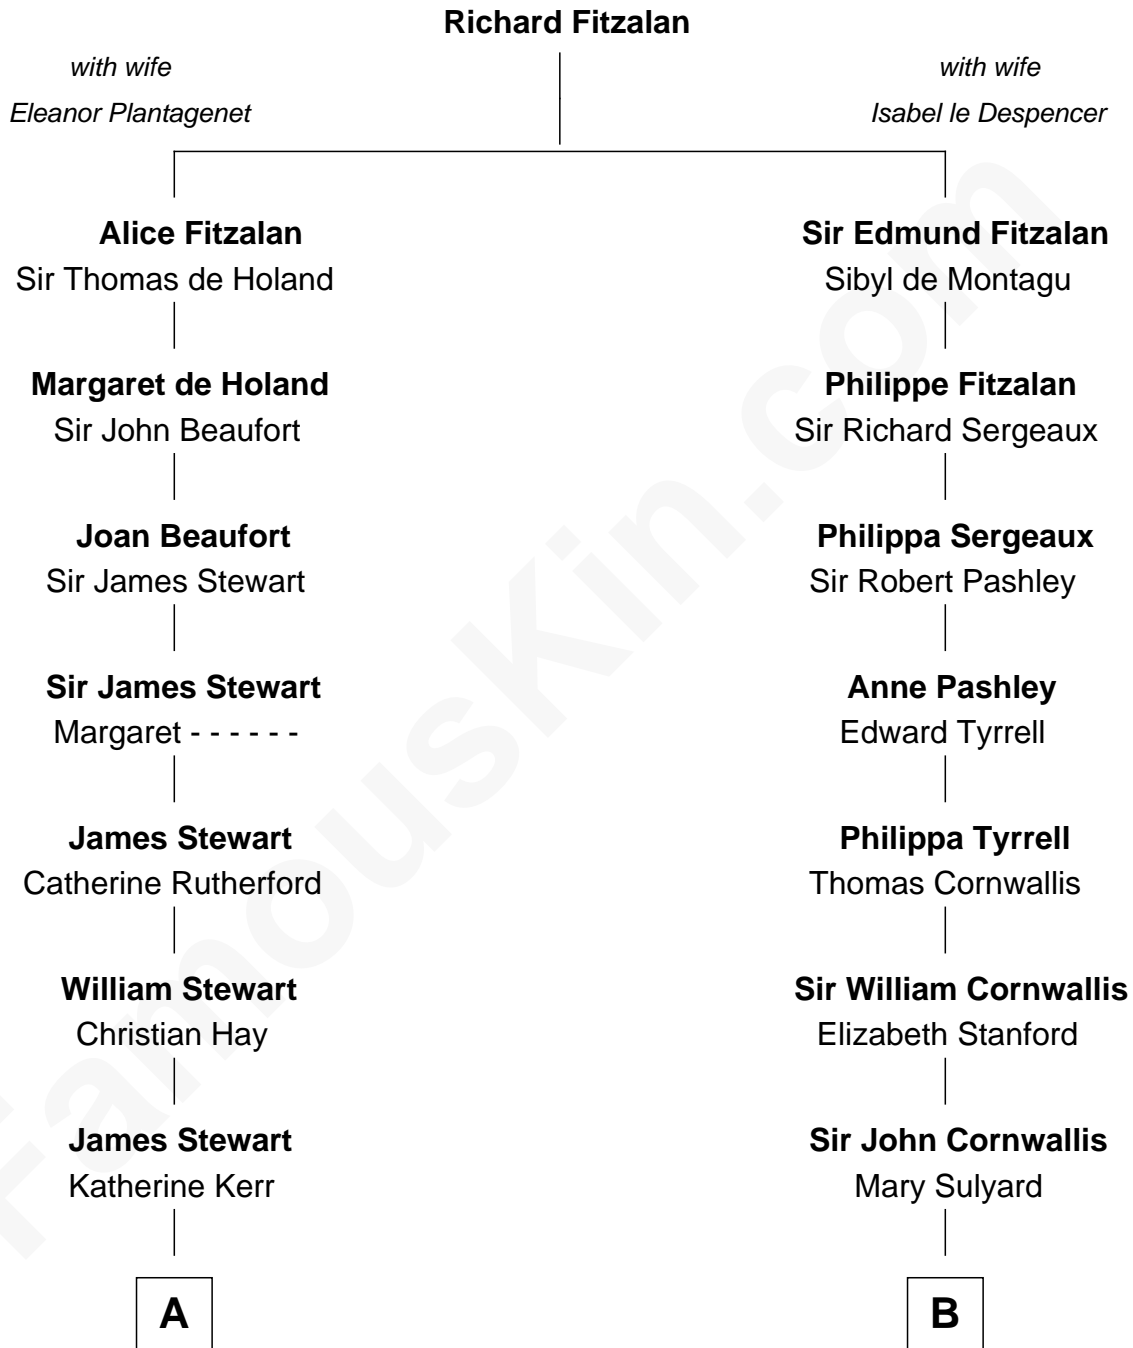 Richard Fitzalan
with wife
Eleanor Plantagenet
with wife
Isabel le Despencer
Alice Fitzalan
Sir Thomas de Holand
Sir Edmund Fitzalan
Sibyl de Montagu
Margaret de Holand
Sir John Beaufort
Philippe Fitzalan
Sir Richard Sergeaux
Joan Beaufort
Sir James Stewart
Philippa Sergeaux
Sir Robert Pashley
Sir James Stewart
Margaret - - - - - -
Anne Pashley
Edward Tyrrell
James Stewart
Catherine Rutherford
Philippa Tyrrell
Thomas Cornwallis
William Stewart
Christian Hay
Sir William Cornwallis
Elizabeth Stanford
James Stewart
Katherine Kerr
Sir John Cornwallis
Mary Sulyard
A
B
FamousKin.com